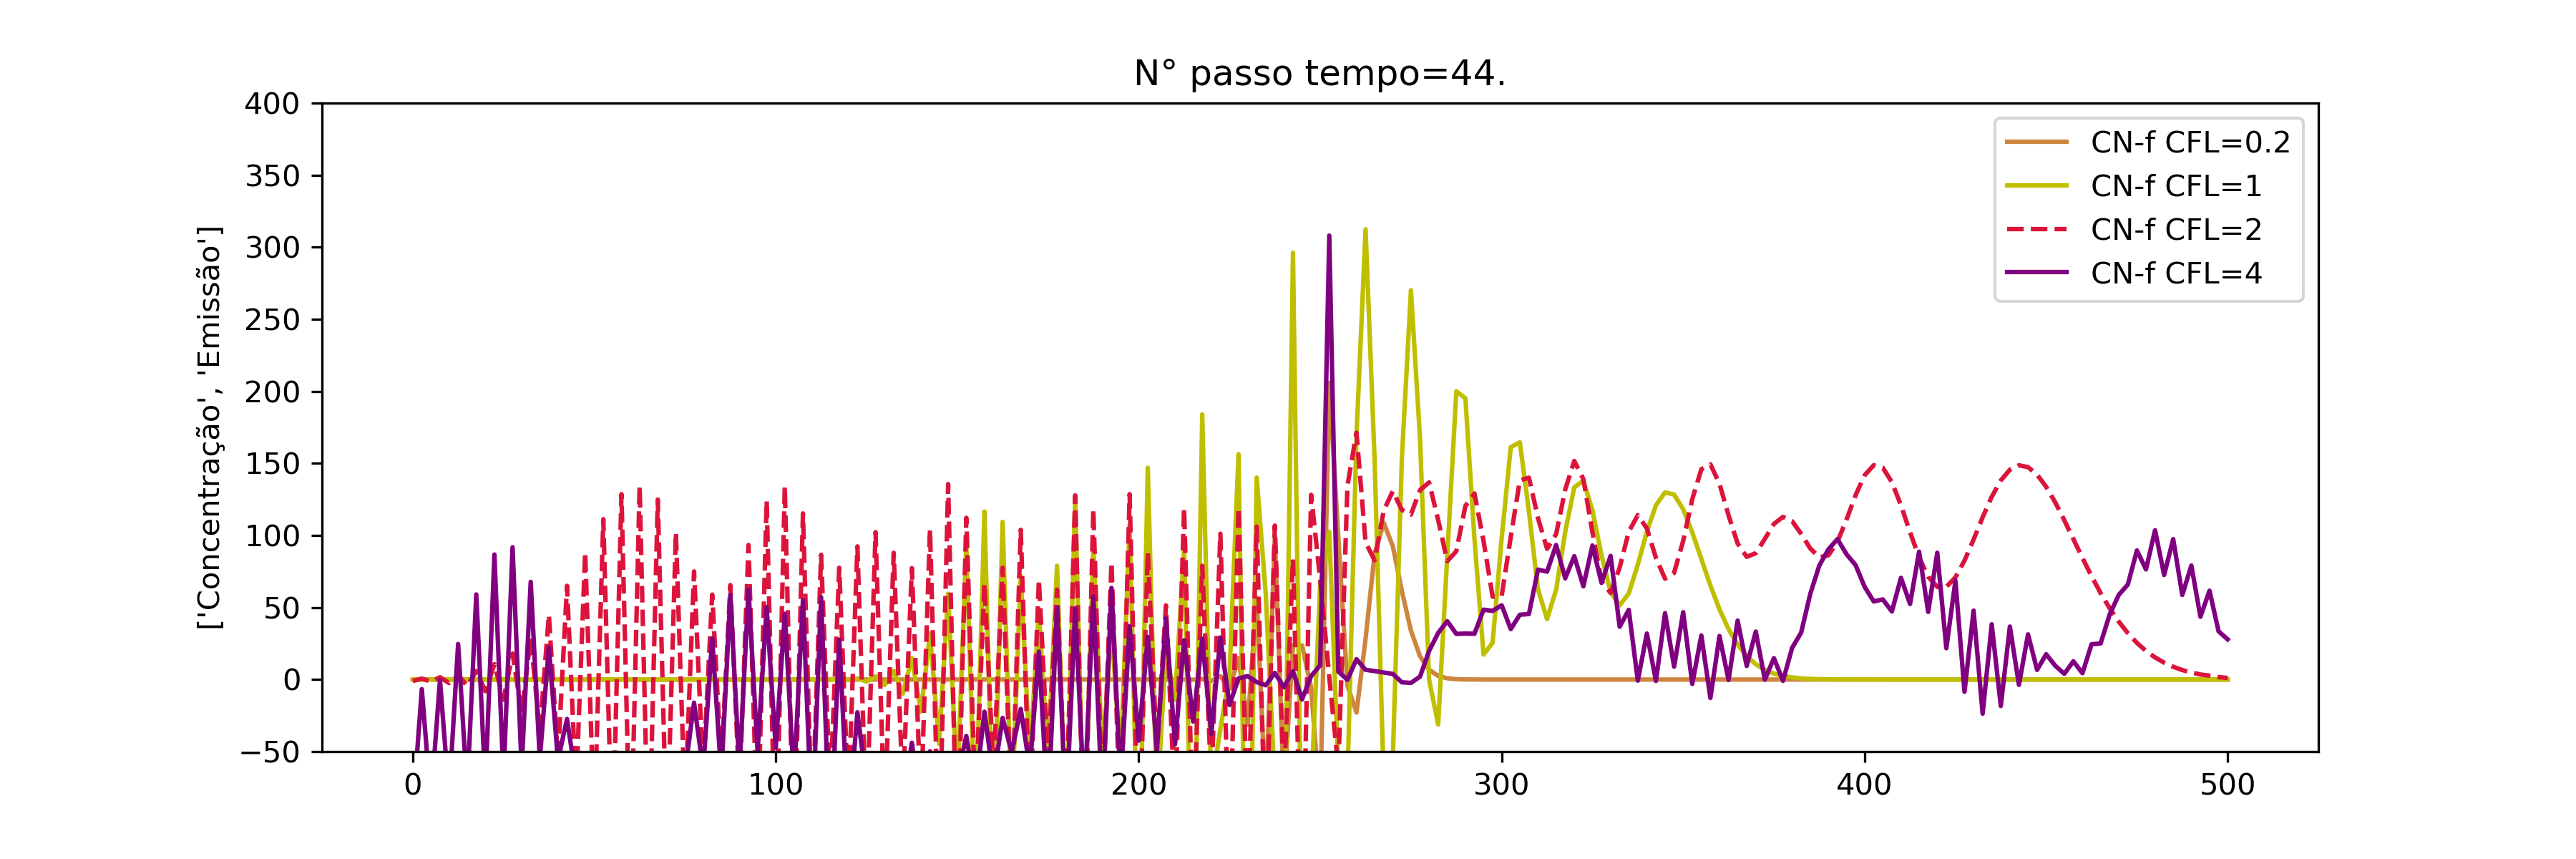 N° passo tempo=44.
['Concentração', 'Emissão']
400
350
300
250
200
150
100
50
0
−50
0
100
200
300
400
500
CN-f CFL=0.2
CN-f CFL=1
CN-f CFL=2
CN-f CFL=4